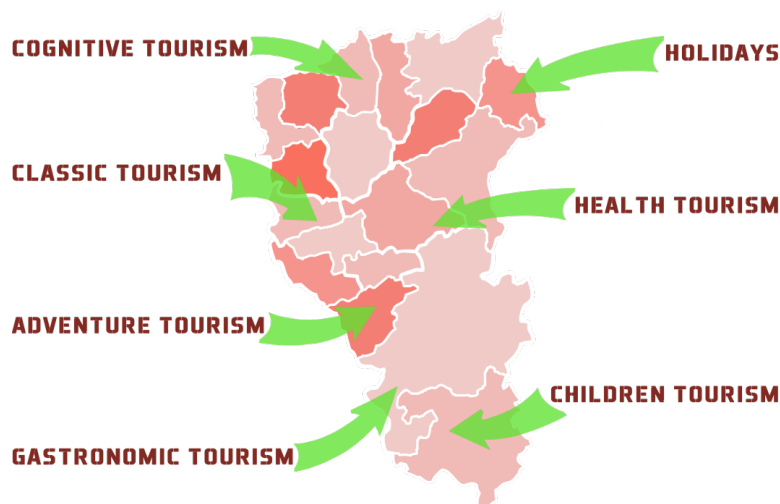 COGNITIVE TOURISM
HOLIDAYS
CLASSIC TOURISM
HEALTH TOURISM
ADVENTURE TOURISM
CHILDREN TOURISM
GASTRONOMIC TOURISM